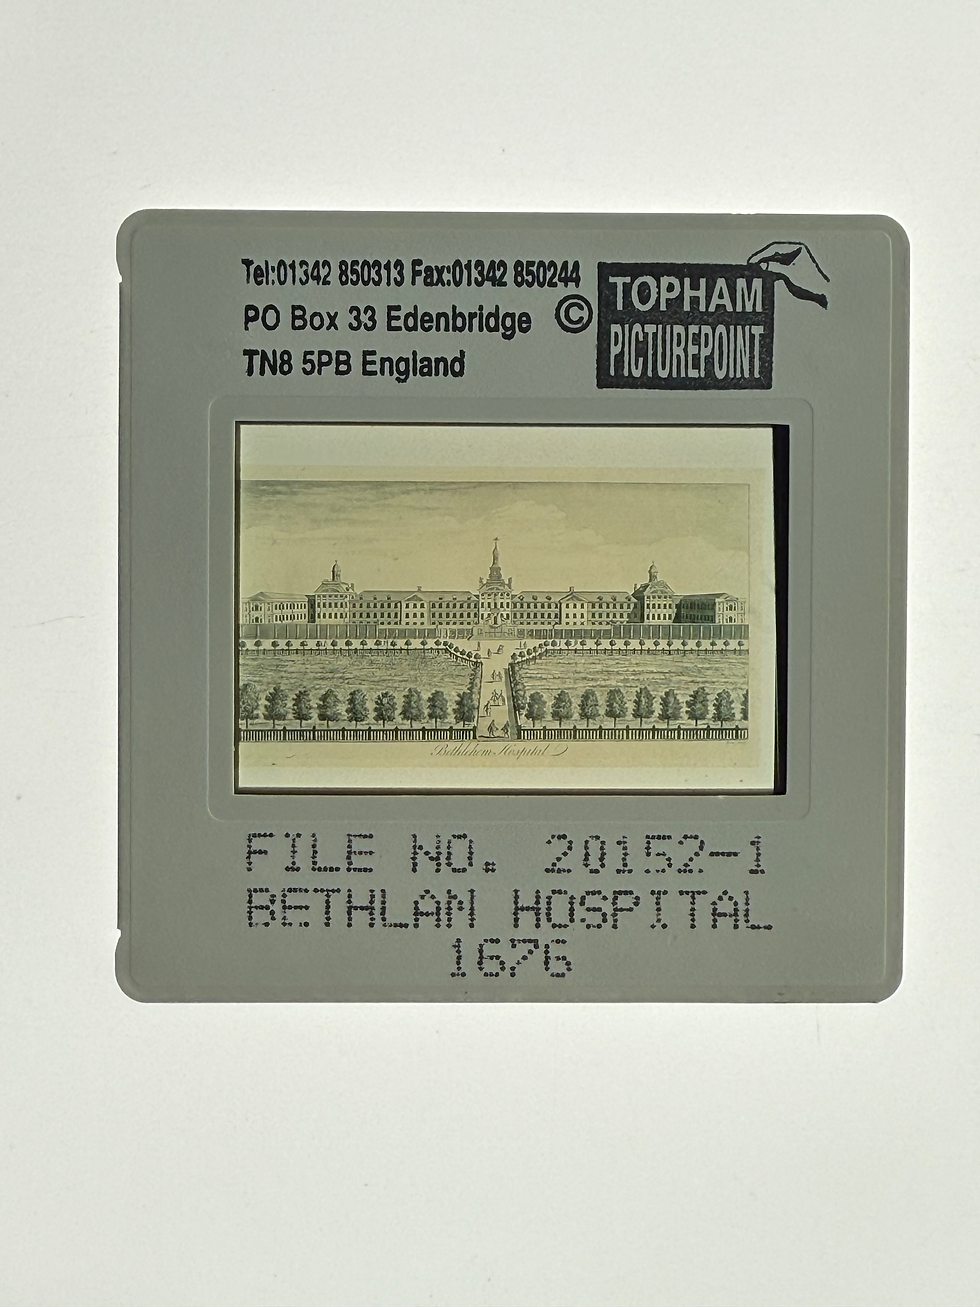 Tel:01342 850313 Fax:01342 850244
PO Box 33 Edenbridge ©
TN8 5PB England
TOPHAM
PICTUREPOINT
Bethlehem Hospital
FILE NO. 20152-1
BETHLAM HOSPITAL
1676